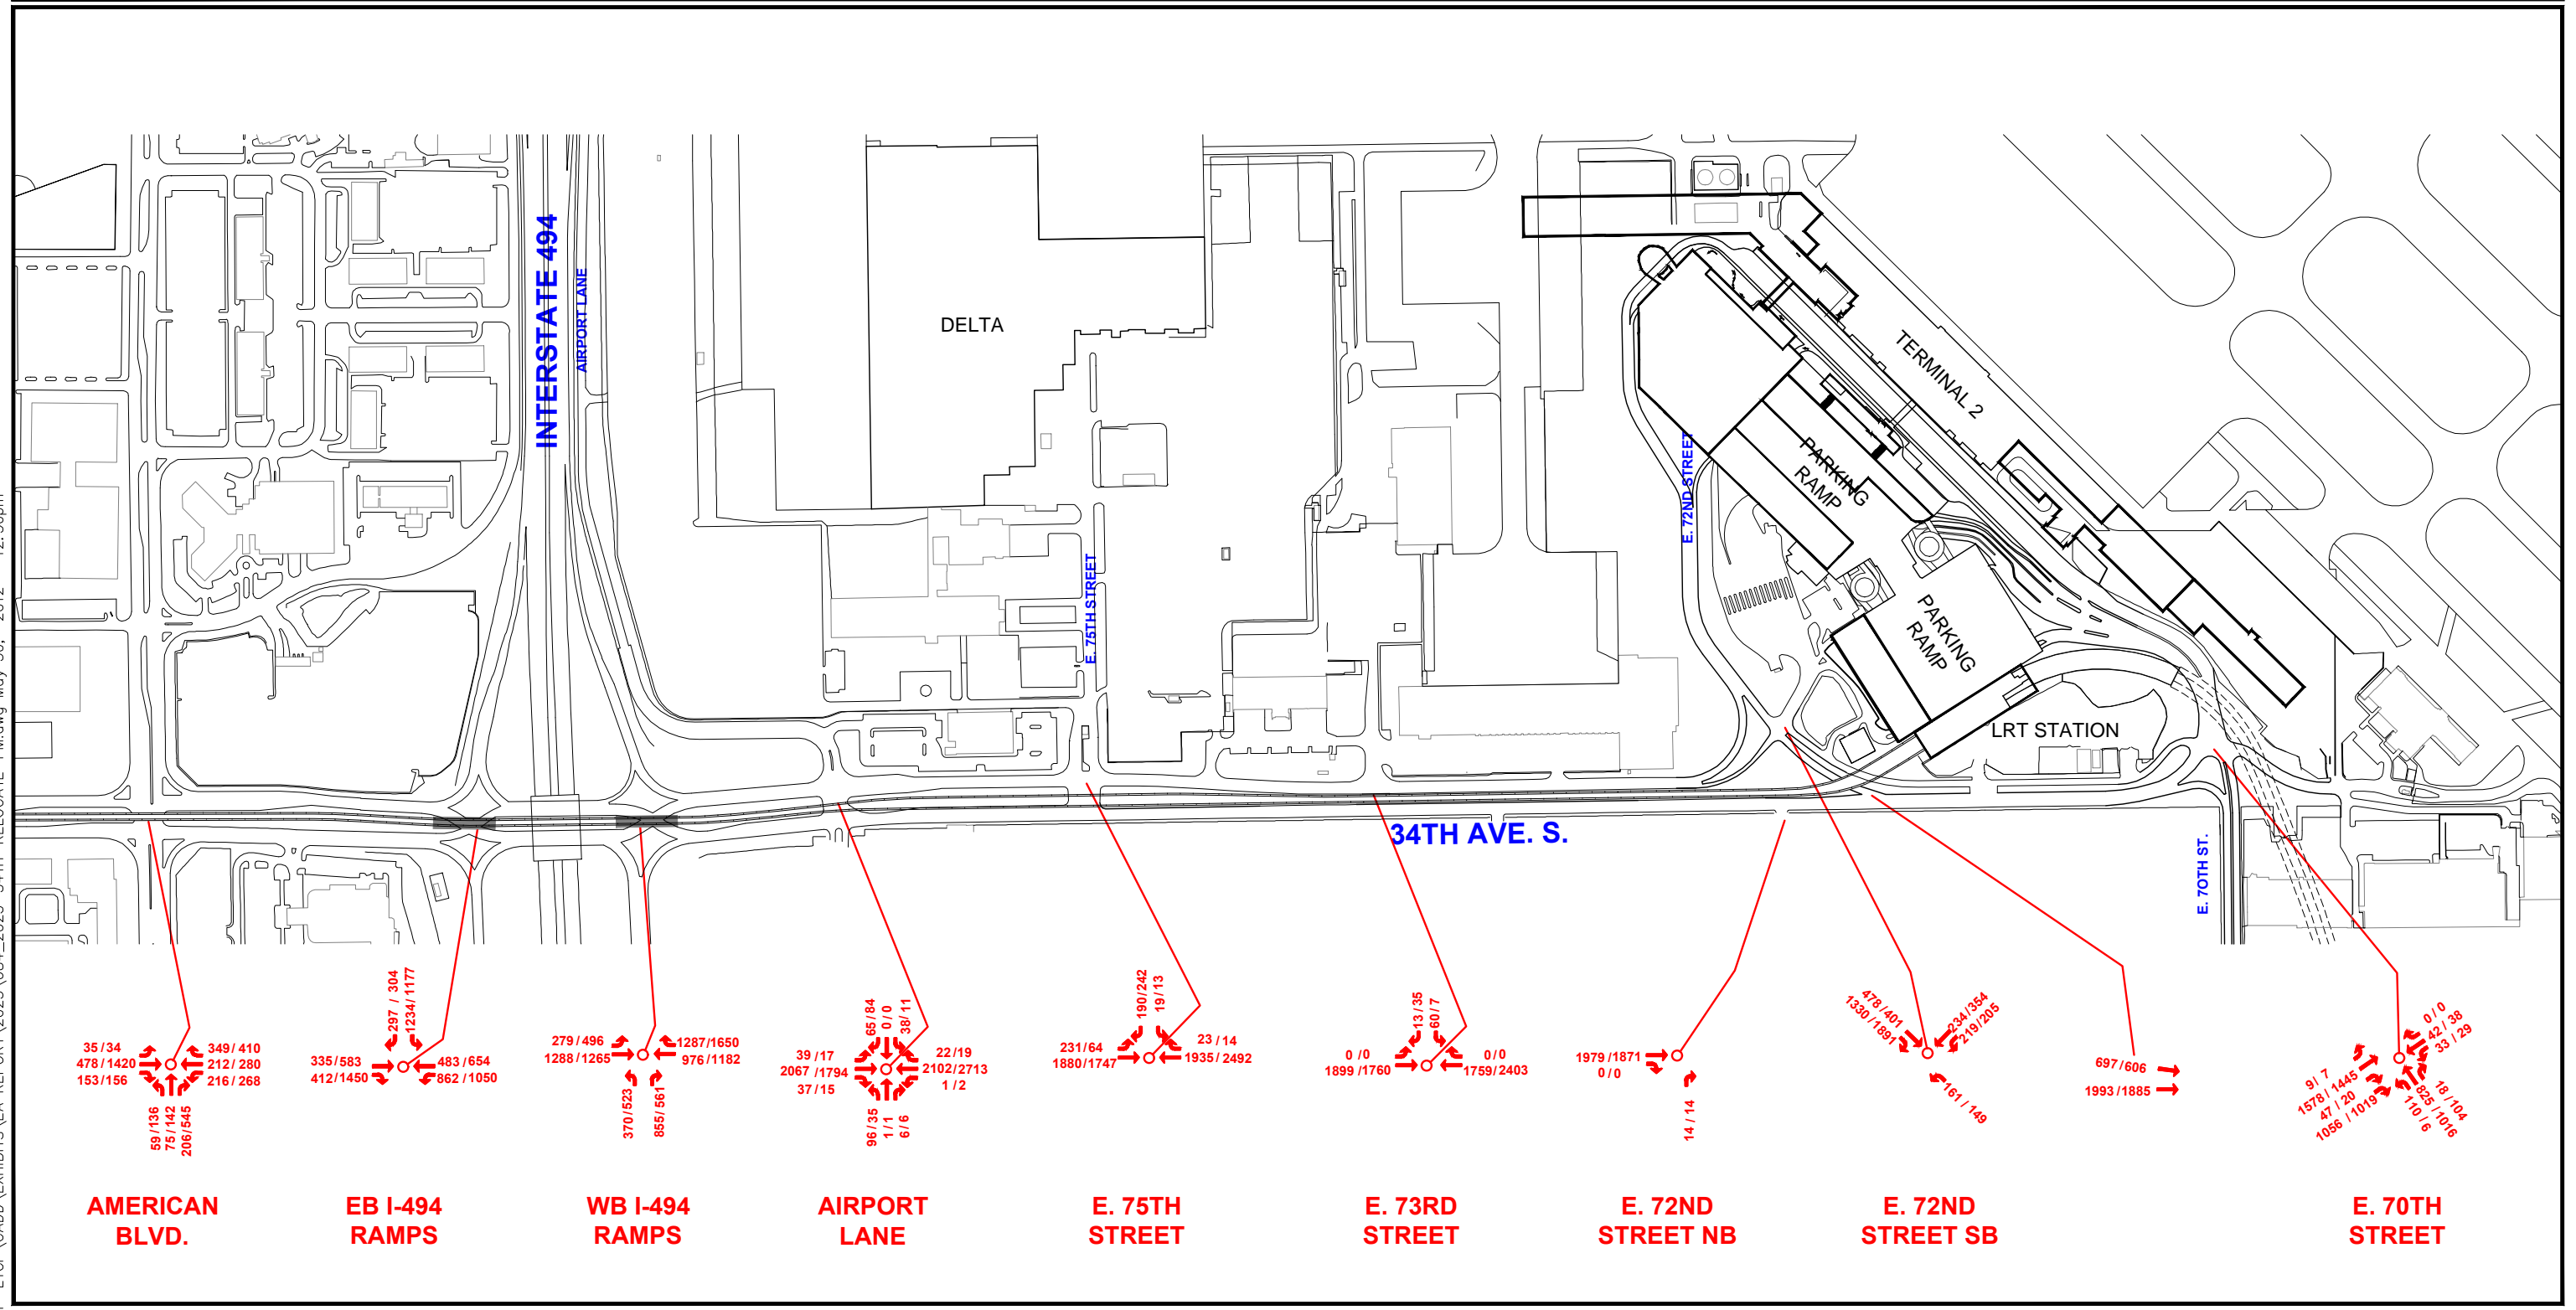 INTERSTATE 494
AIRPORT LANE
DELTA
E. 75TH STREET
E. 72ND STREET
TERMINAL 2
PARKING
RAMP
PARKING
RAMP
LRT STATION
34TH AVE. S.
E. 70TH ST.
35 / 34
478 / 1420
153 / 156
349 / 410
212 / 280
216 / 268
59 / 136
75 / 142
206/545
AMERICAN
BLVD.
297 / 304
1234 / 1177
335 / 583
412 / 1450
483 / 654
862 / 1050
EB I-494
RAMPS
279 / 496
1288 / 1265
1287 / 1650
976 / 1182
370 / 523
855 / 561
WB I-494
RAMPS
65 / 84
0 / 0
38 / 11
39 / 17
2067 / 1794
37 / 15
22 / 19
2102 / 2713
1 / 2
96 / 35
1 / 1
6 / 6
AIRPORT
LANE
190 / 242
19 / 13
231 / 64
1880 / 1747
23 / 14
1935 / 2492
E. 75TH
STREET
13 / 35
60 / 7
0 / 0
1899 / 1760
0 / 0
1759 / 2403
E. 73RD
STREET
1979 / 1871
0 / 0
14 / 14
E. 72ND
STREET NB
478 / 401
1330 / 1891
234 / 354
219 / 205
161 / 149
E. 72ND
STREET SB
697 / 606
1993 / 1885
0 / 0
42 / 38
33 / 29
9 / 7
1578 / 1445
47 / 20
1056 / 1019
18 / 104
825 / 1016
110 / 6
E. 70TH
STREET